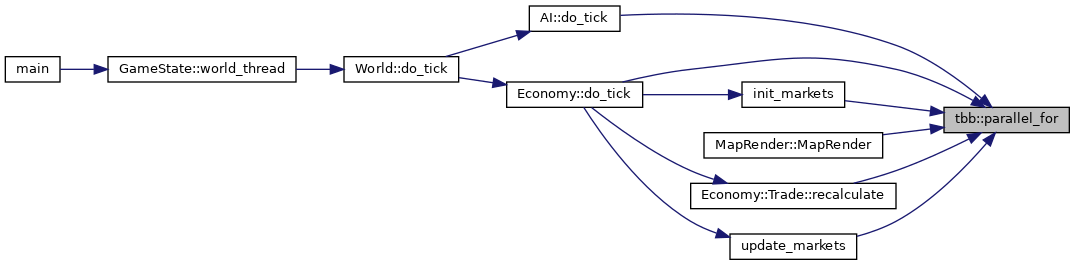 AI::do_tick
main
GameState::world_thread
World::do_tick
Economy::do_tick
init_markets
tbb::parallel_for
MapRender::MapRender
Economy::Trade::recalculate
update_markets